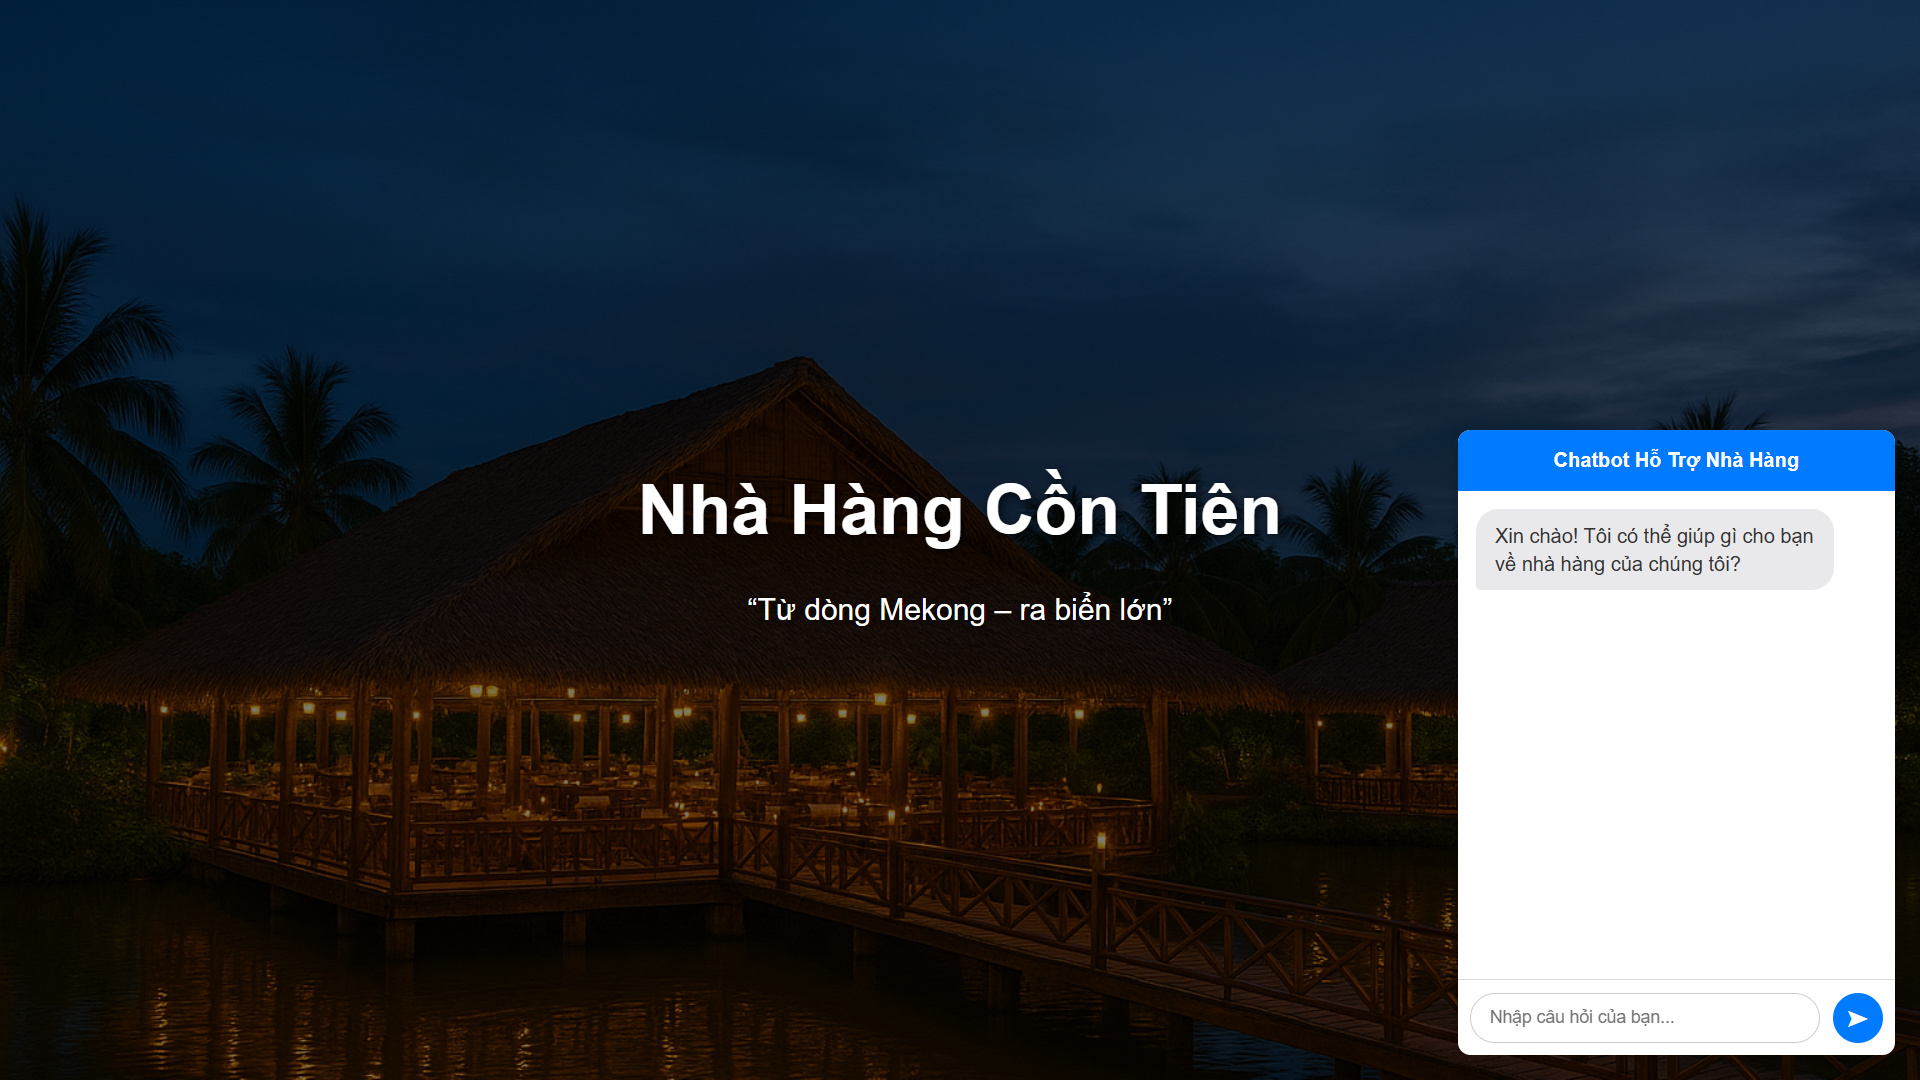 Nhà Hàng Cồn Tiên
“Từ dòng Mekong – ra biển lớn”
Chatbot Hỗ Trợ Nhà Hàng
Xin chào! Tôi có thể giúp gì cho bạn
về nhà hàng của chúng tôi?
Nhập câu hỏi của bạn...